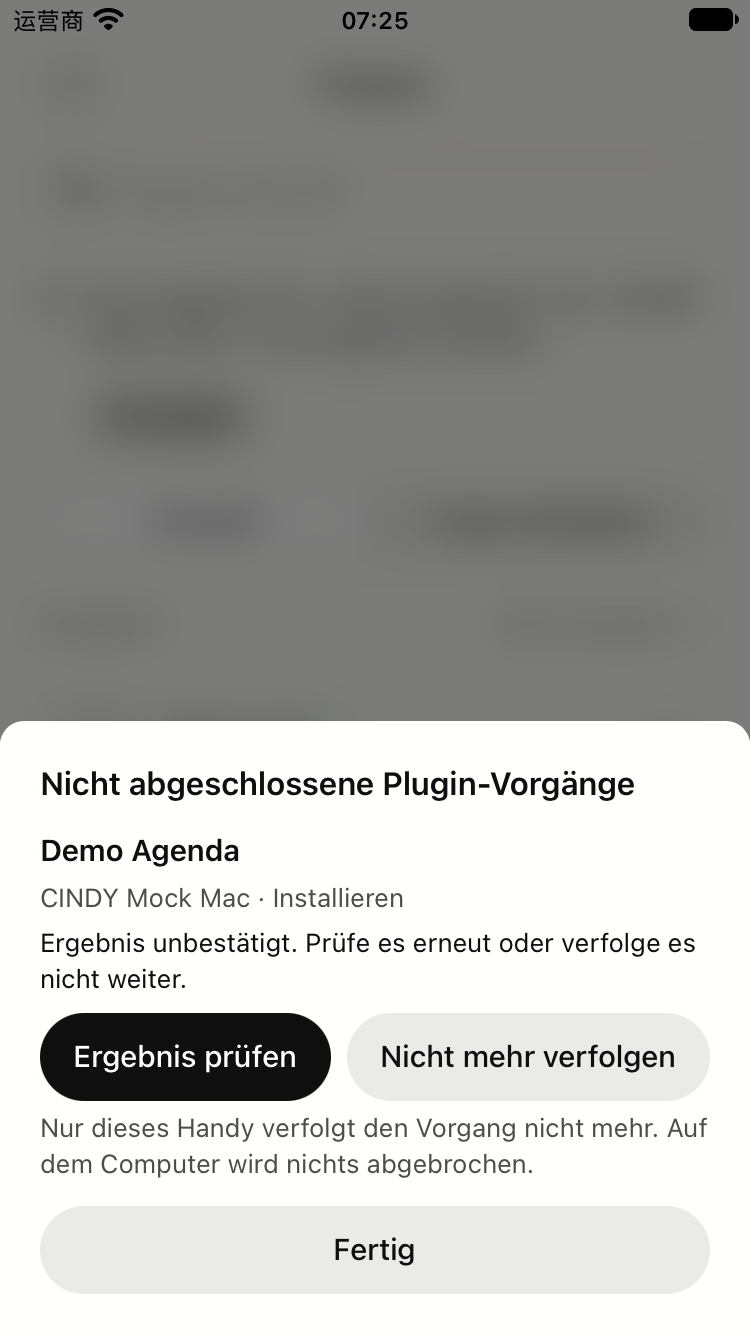 运营商
07:25
Nicht abgeschlossene Plugin-Vorgänge
Demo Agenda
CINDY Mock Mac · Installieren
Ergebnis unbestätigt. Prüfe es erneut oder verfolge es
nicht weiter.
Ergebnis prüfen
Nicht mehr verfolgen
Nur dieses Handy verfolgt den Vorgang nicht mehr. Auf
dem Computer wird nichts abgebrochen.
Fertig